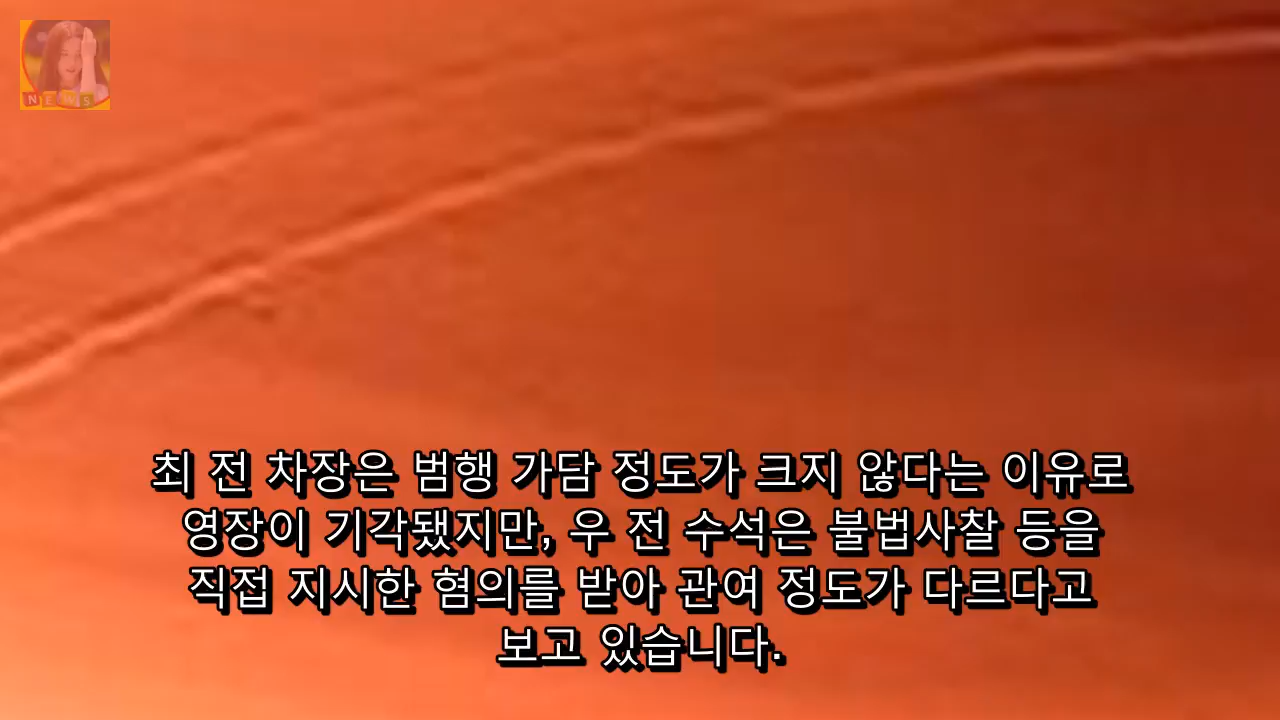 NEWS
최 전 차장은 범행 가담 정도가 크지 않다는 이유로
영장이 기각됐지만, 우 전 수석은 불법사찰 등을
직접 지시한 혐의를 받아 관여 정도가 다르다고
보고 있습니다.